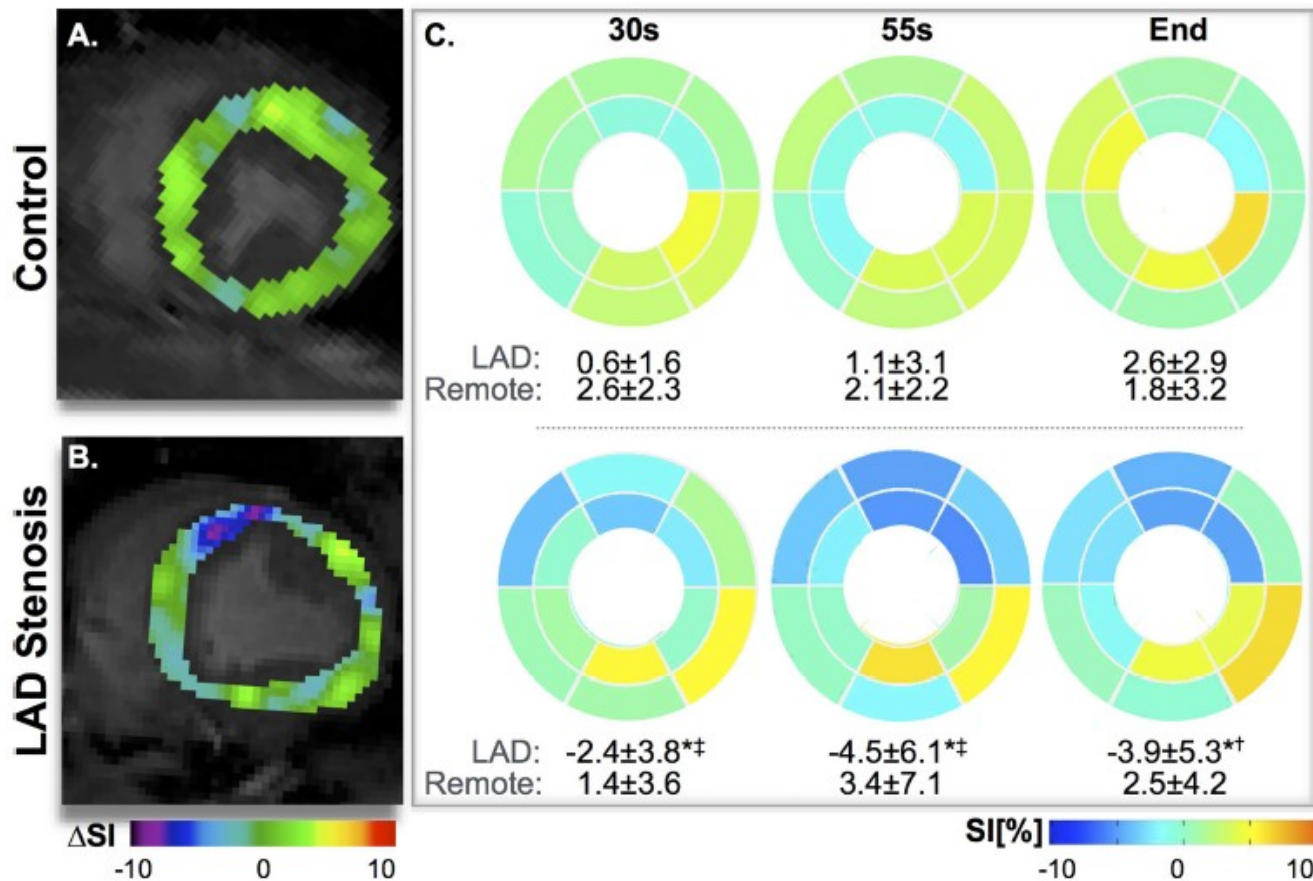 Control
A.
C.
30s 55s End
LAD: 0.6±1.6 1.1±3.1 2.6±2.9
Remote: 2.6±2.3 2.1±2.2 1.8±3.2
LAD Stenosis
B.
LAD: -2.4±3.8*‡ -4.5±6.1*‡ -3.9±5.3*†
Remote: 1.4±3.6 3.4±7.1 2.5±4.2
ΔSI
-10 0 10
SI[%]
-10 0 10